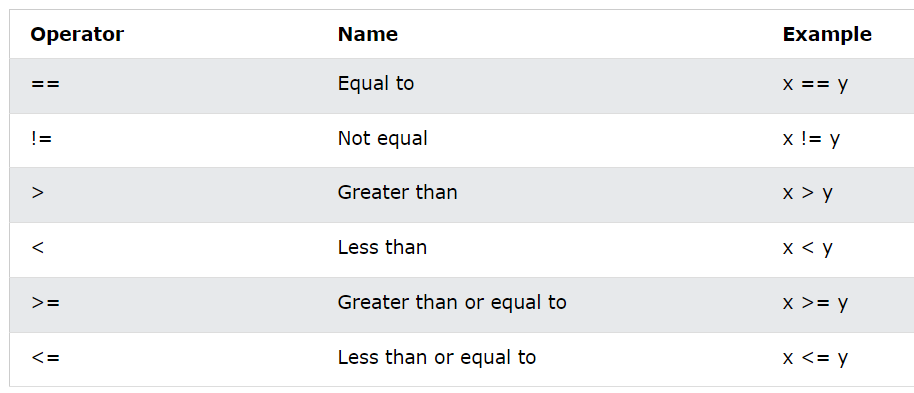 Operator Name Example
== Equal to x == y
!= Not equal x != y
> Greater than x > y
< Less than x < y
>= Greater than or equal to x >= y
<= Less than or equal to x <= y